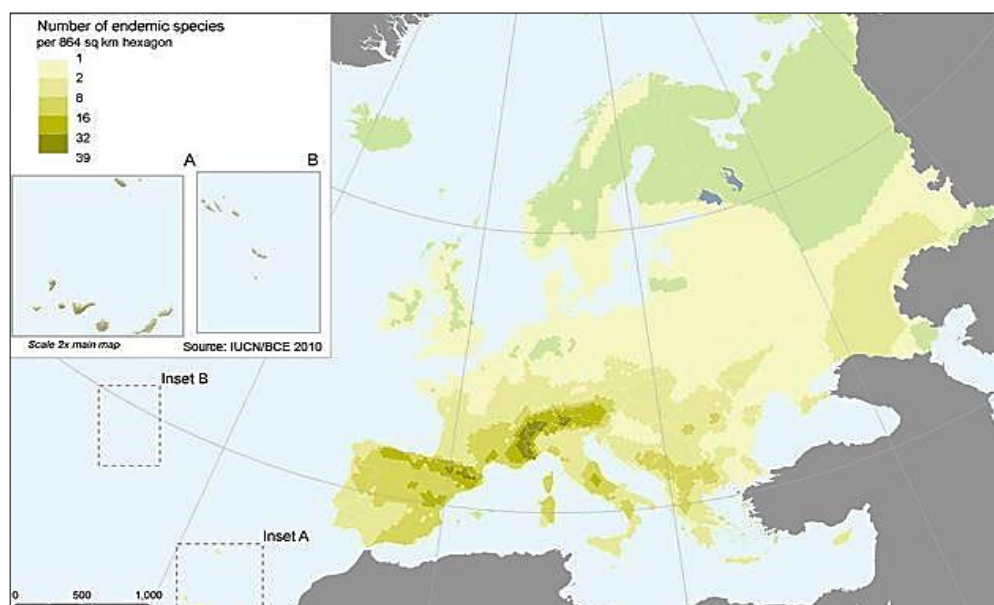 Number of endemic species
per 864 sq km hexagon
1
2
8
16
32
39
A
B
Scale 2x main map
Source: IUCN/BCE 2010
Inset B
Inset A
0 500 1,000